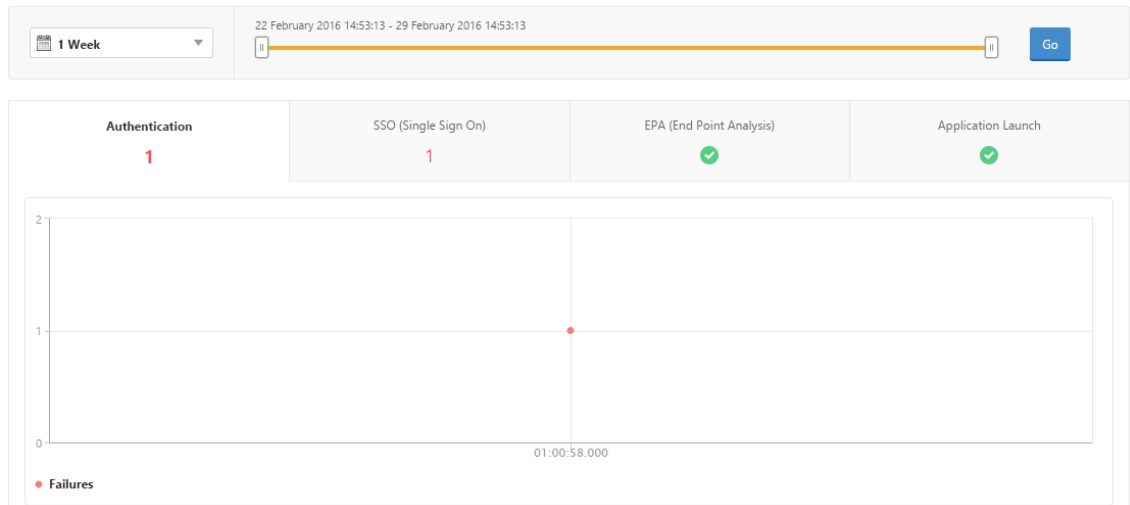 22 February 2016 14:53:13 - 29 February 2016 14:53:13
1 Week
Go
Authentication
SSO (Single Sign On)
EPA (End Point Analysis)
Application Launch
1
1
2
1
0
01:00:58.000
Failures